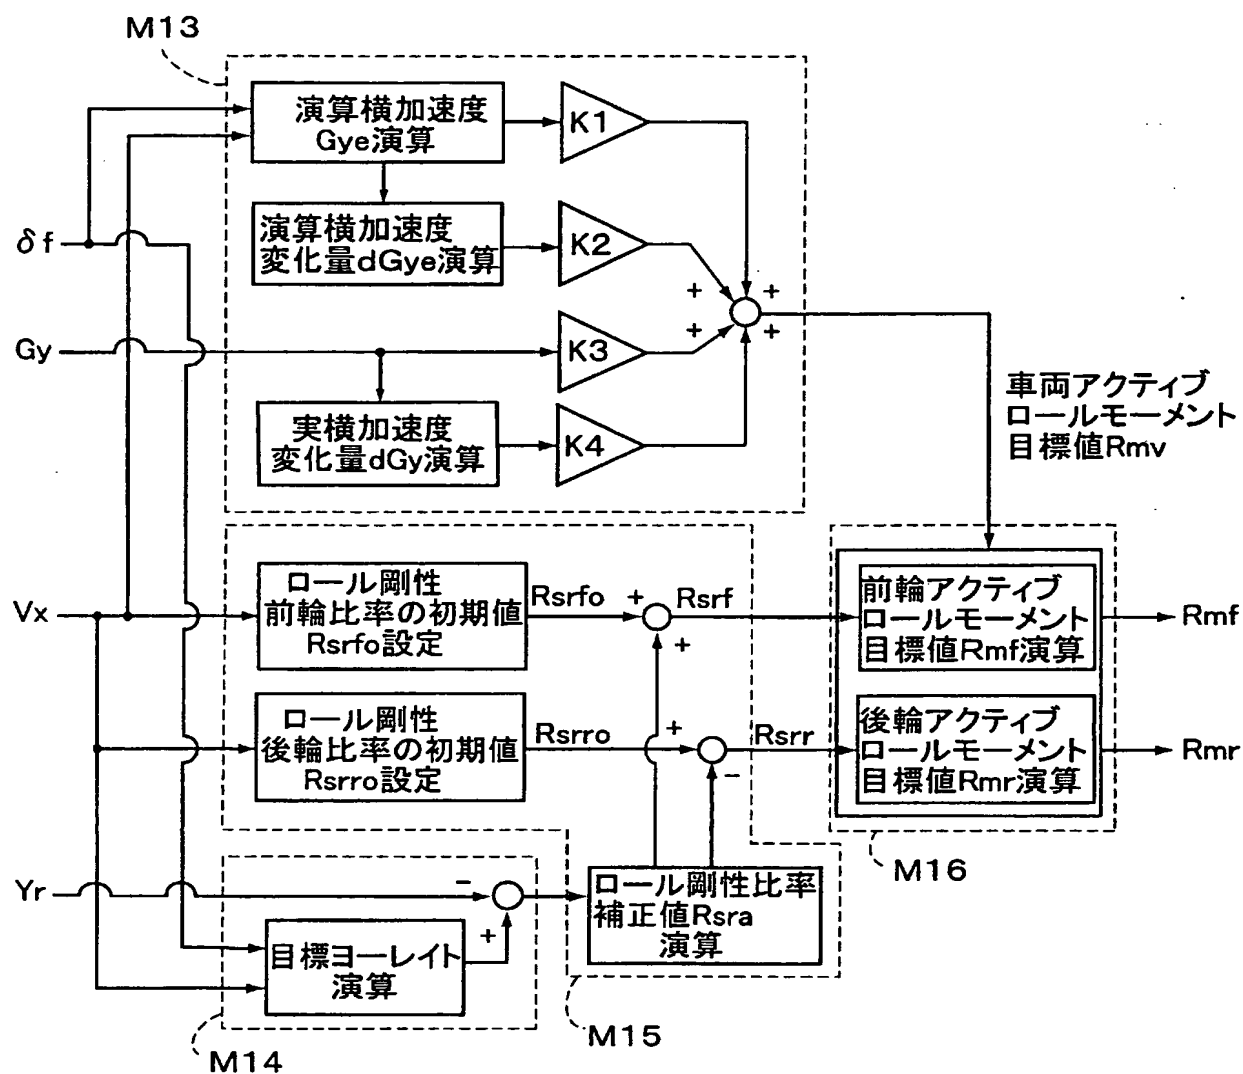 M13
演算横加速度
Gye演算
K1
演算横加速度
変化量dGye演算
K2
δf
+
+
+
+
Gy
K3
実横加速度
変化量dGy演算
K4
車両アクティブ
ロールモーメント
目標値Rmv
Vx
ロール剛性
前輪比率の初期値
Rsrfo設定
Rsrfo
+
Rsrf
+
前輪アクティブ
ロールモーメント
目標値Rmf演算
Rmf
ロール剛性
後輪比率の初期値
Rsrro設定
Rsrro
+
Rsrr
-
後輪アクティブ
ロールモーメント
目標値Rmr演算
Rmr
M16
Yr
-
+
目標ヨーレイト
演算
ロール剛性比率
補正値Rsra
演算
M15
M14